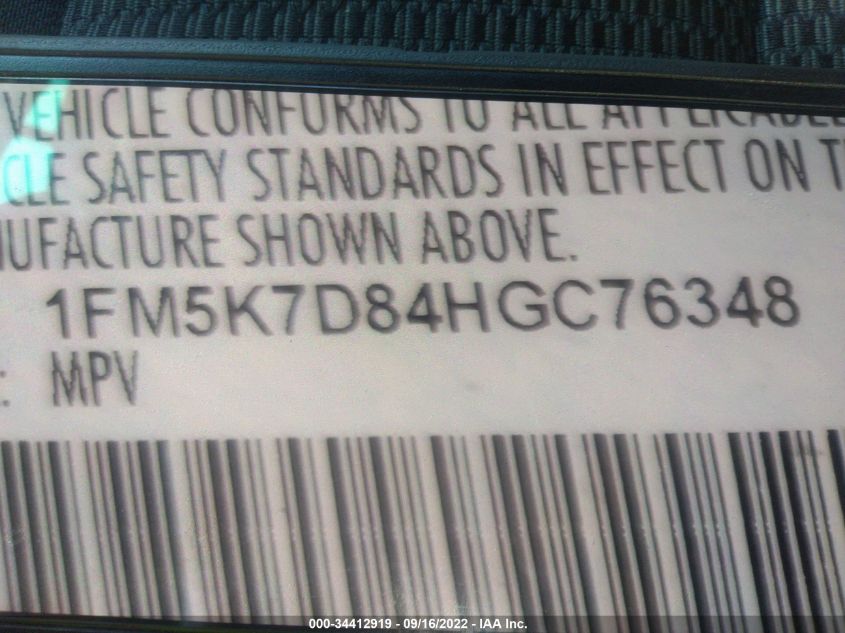 VEHICLE CONFORMS TO ALL APPLICABLE
CLE SAFETY STANDARDS IN EFFECT ON T
NUFACTURE SHOWN ABOVE.
1FM5K7D84HGC76348
: MPV
000-34412919 - 09/16/2022 - IAA Inc.